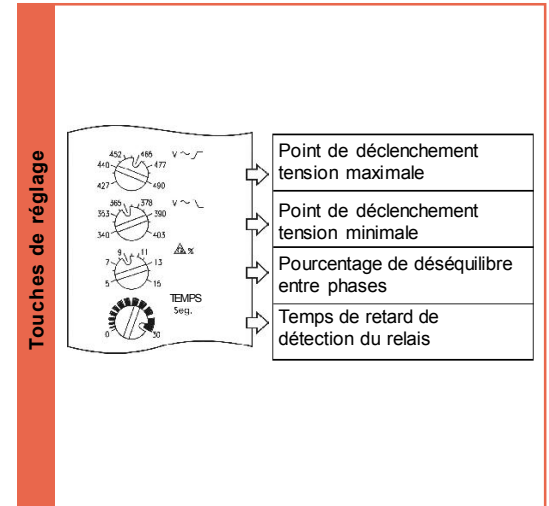 Touches de réglage
452 465 V ~
440 477
427 490
Point de déclenchement
tension maximale
365 378 V ~
353 390
340 403
Point de déclenchement
tension minimale
9 11 %
7 13
5 15
Pourcentage de déséquilibre
entre phases
TEMPS
Seg.
0 30
Temps de retard de
détection du relais